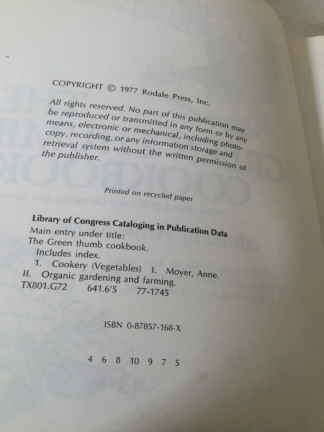 COPYRIGHT © 1977 Rodale Press, Inc.
All rights reserved. No part of this publication may
be reproduced or transmitted in any form or by any
means, electronic or mechanical, including photo-
copy, recording, or any information storage and
retrieval system without the written permission of
the publisher.
Printed on recycled paper
Library of Congress Cataloging in Publication Data
Main entry under title:
The Green thumb cookbook.
Includes index.
1. Cookery (Vegetables) I. Moyer, Anne.
II. Organic gardening and farming.
TX801.G72 641.6'5 77-1745
ISBN 0-87857-168-X
4 6 8 10 9 7 5